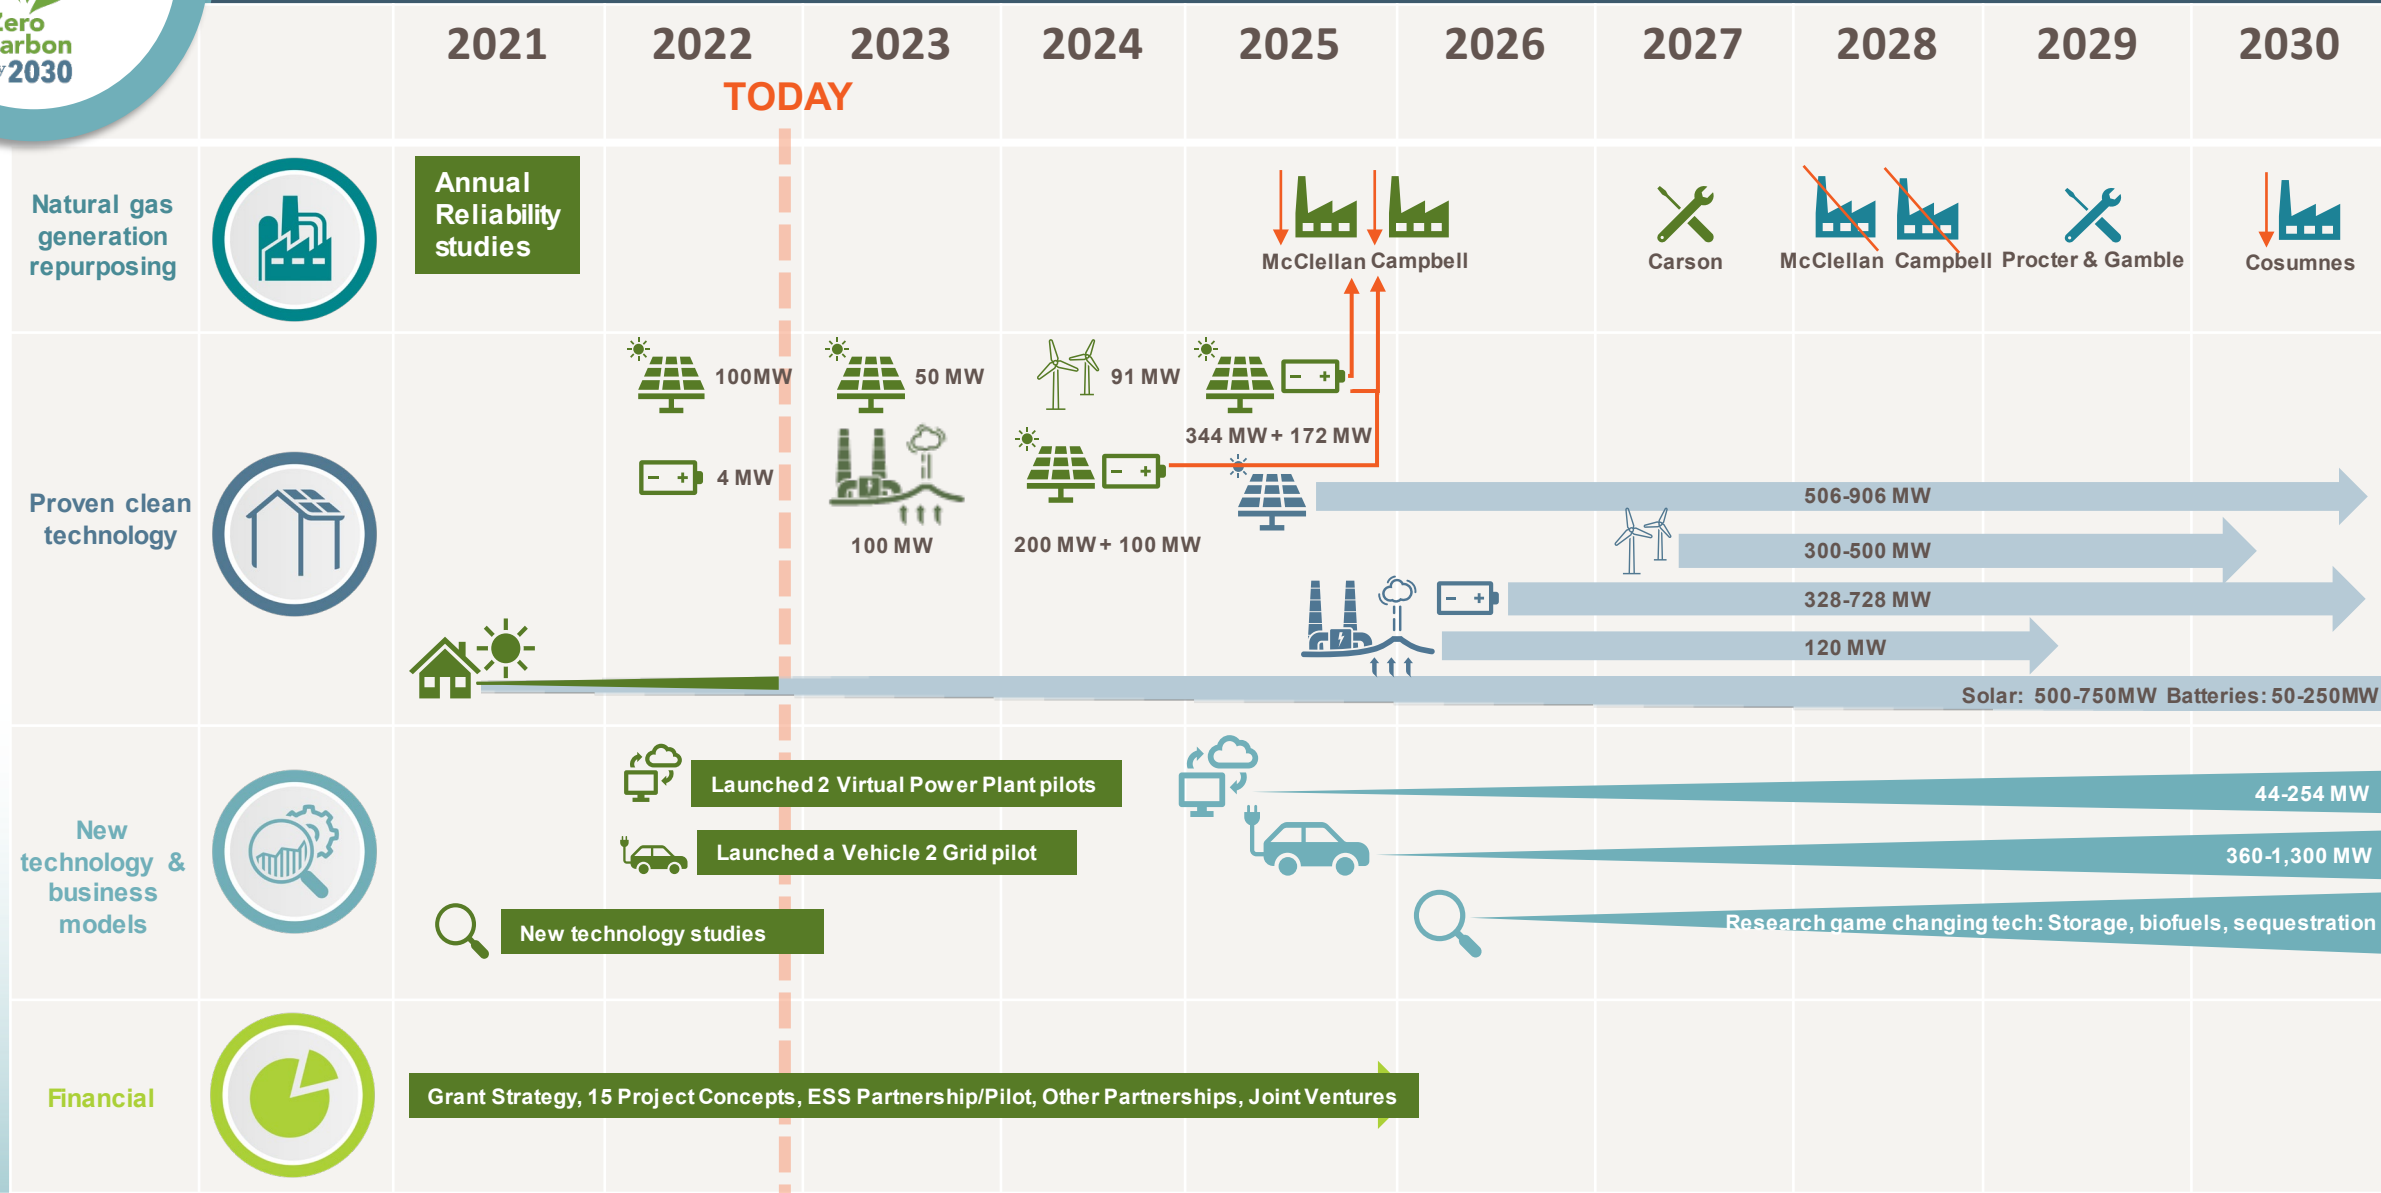 Zero
arbon
2030
2021 2022 2023 2024 2025 2026 2027 2028 2029 2030
TODAY
Natural gas
generation
repurposing
Annual
Reliability
studies
McClellan Campbell
Carson
McClellan Campbell
Procter & Gamble
Cosumnes
Proven clean
technology
100MW
50 MW
91 MW
344 MW + 172 MW
4 MW
100 MW
200 MW + 100 MW
506-906 MW
300-500 MW
328-728 MW
120 MW
Solar: 500-750MW Batteries: 50-250MW
New
technology &
business
models
Launched 2 Virtual Power Plant pilots
44-254 MW
Launched a Vehicle 2 Grid pilot
360-1,300 MW
New technology studies
Research game changing tech: Storage, biofuels, sequestration
Financial
Grant Strategy, 15 Project Concepts, ESS Partnership/Pilot, Other Partnerships, Joint Ventures